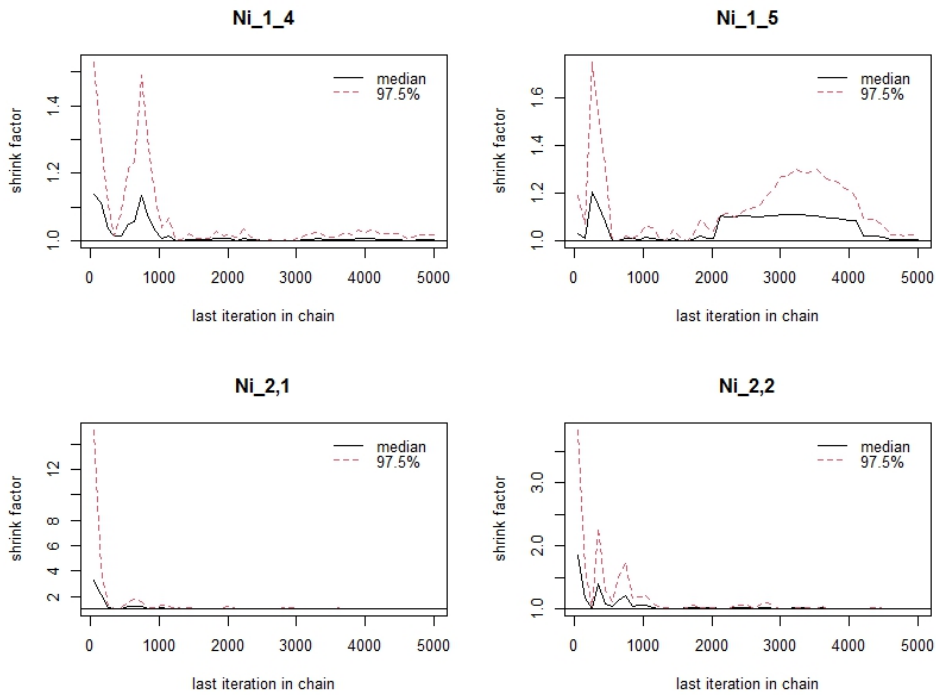 Ni_1_4
median
97.5%
shrink factor
1.0 1.2 1.4
0 1000 2000 3000 4000 5000
last iteration in chain
Ni_1_5
median
97.5%
shrink factor
1.0 1.2 1.4 1.6
0 1000 2000 3000 4000 5000
last iteration in chain
Ni_2,1
median
97.5%
shrink factor
2 4 6 8 12
0 1000 2000 3000 4000 5000
last iteration in chain
Ni_2,2
median
97.5%
shrink factor
1.0 2.0 3.0
0 1000 2000 3000 4000 5000
last iteration in chain